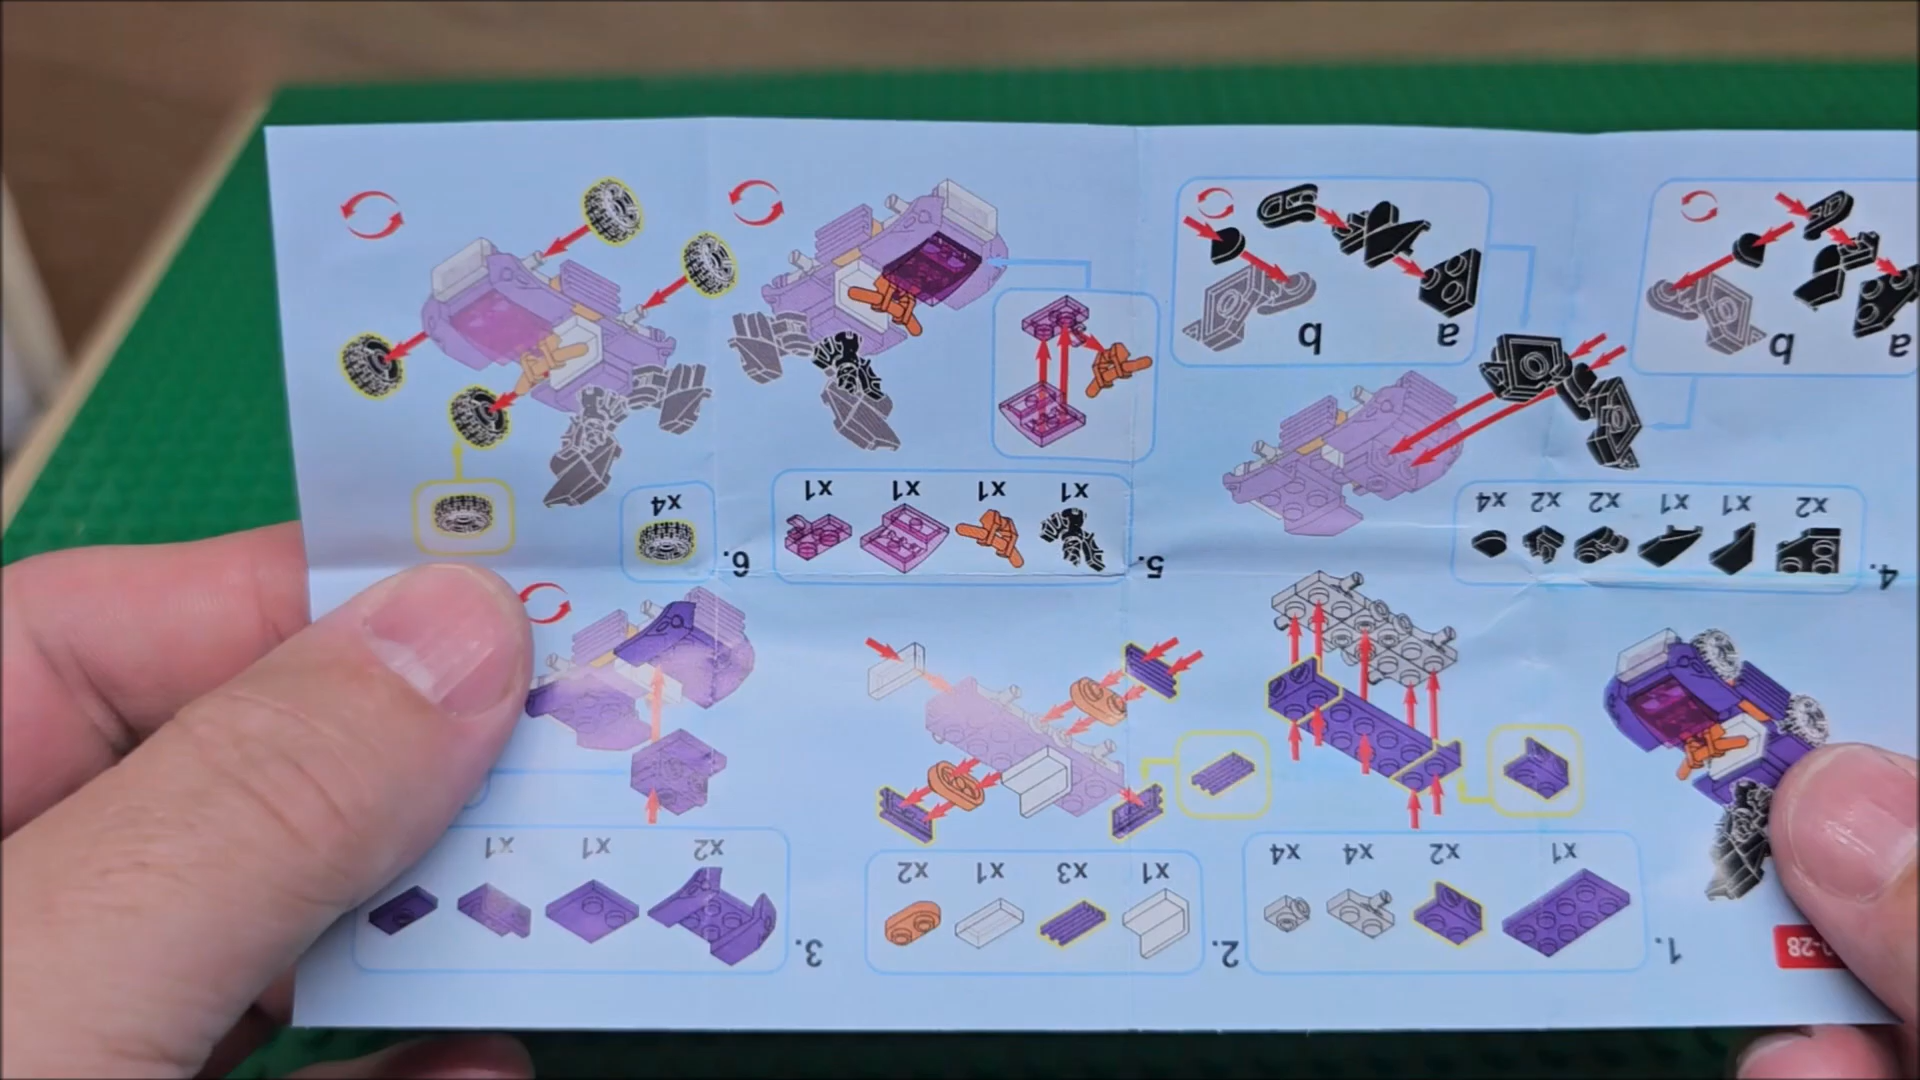 -28
1.
x1 x2 x4 x4
2.
x1 x3 x1 x2
3.
x2 x1 x1
4.
x2 x1 x1 x2 x2 x4
a b
a b
5.
x1 x1 x1 x1
6.
x4